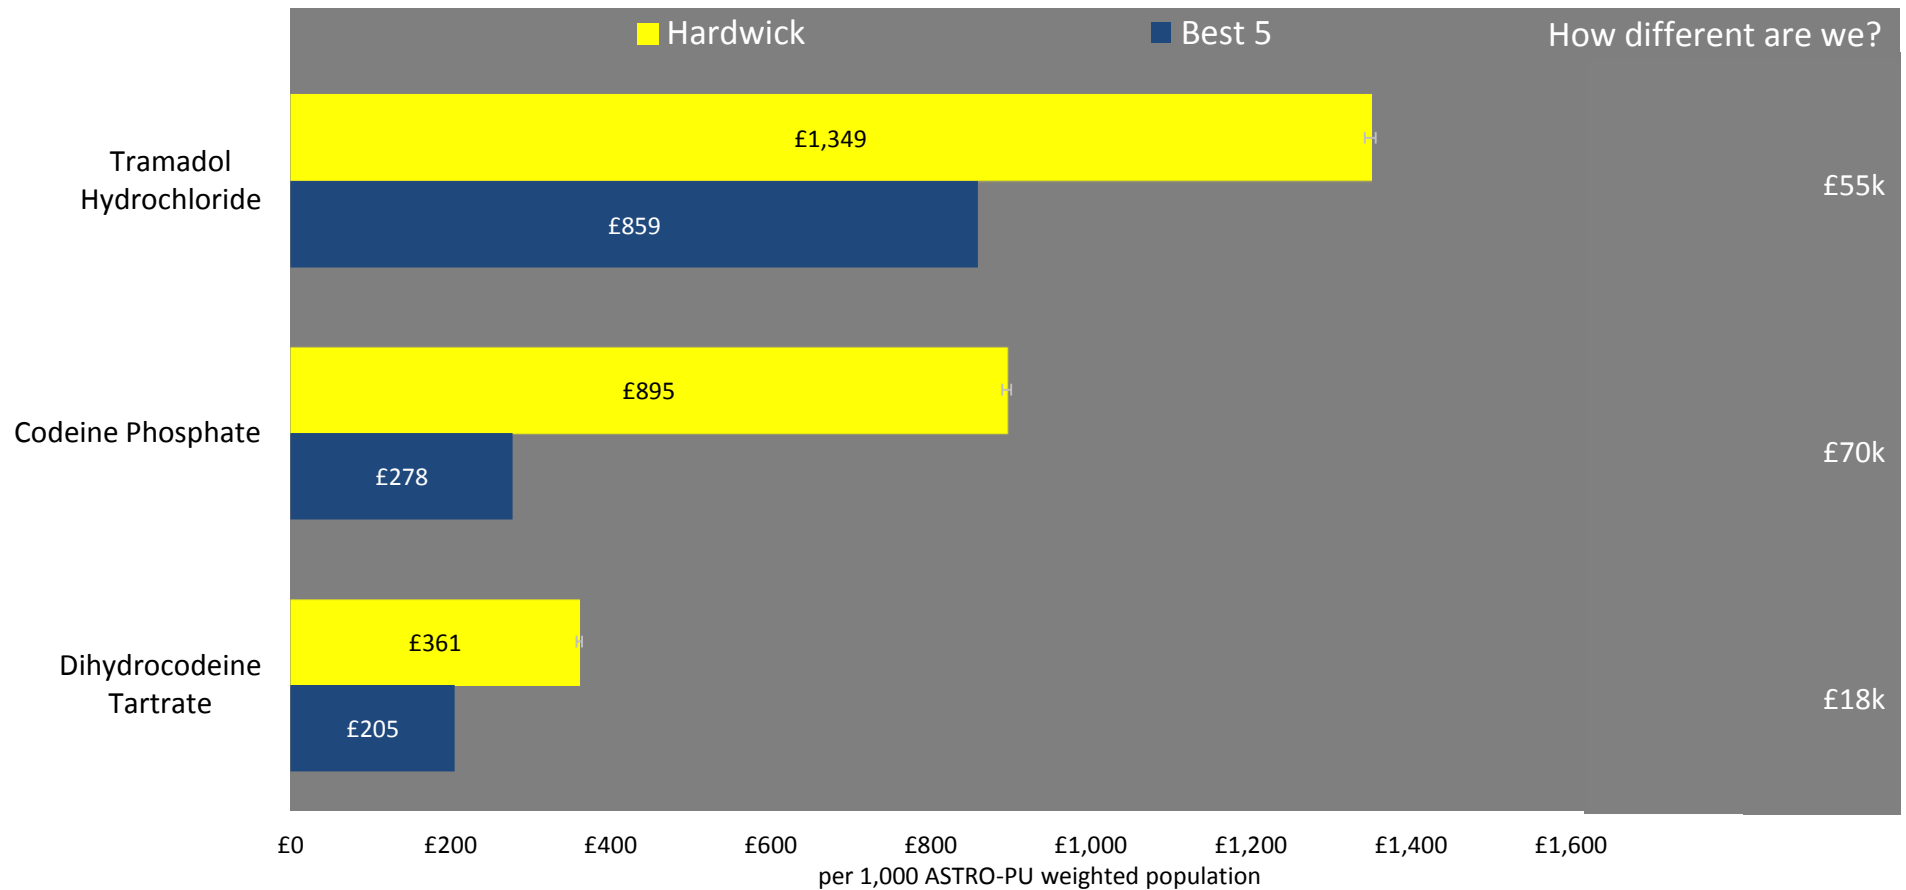 Hardwick
Best 5
How different are we?
Tramadol
Hydrochloride
£1,349
£859
£55k
Codeine Phosphate
£895
£278
£70k
Dihydrocodeine
Tartrate
£361
£205
£18k
£0 £200 £400 £600 £800 £1,000 £1,200 £1,400 £1,600
per 1,000 ASTRO-PU weighted population